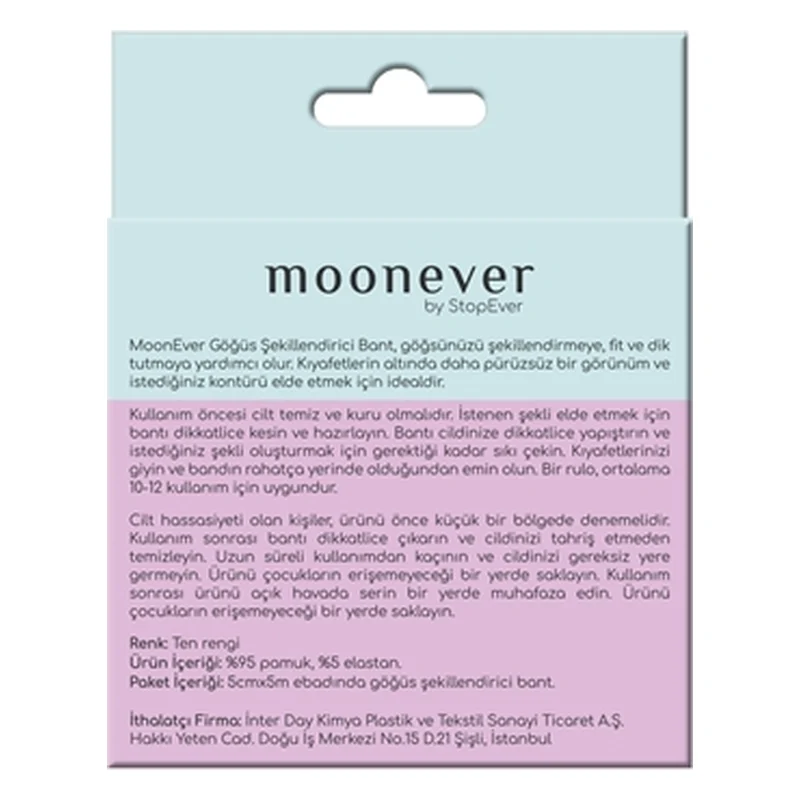 moonever
by StopEver
MoonEver Göğüs Şekillendirici Bant, göğsünüzü şekillendirmeye, fit ve dik
tutmaya yardımcı olur. Kıyafetlerin altında daha pürüzsüz bir görünüm ve
istediğiniz kontürü elde etmek için idealdir.
Kullanım öncesi cilt temiz ve kuru olmalıdır. İstenen şekli elde etmek için
bantı dikkatlice kesin ve hazırlayın. Bantı cildinize dikkatlice yapıştırın ve
istediğiniz şekli oluşturmak için gerektiği kadar sıkı çekin. Kıyafetlerinizi
giyin ve bandın rahatça yerinde olduğundan emin olun. Bir rulo, ortalama
10-12 kullanım için uygundur.
Cilt hassasiyeti olan kişiler, ürünü önce küçük bir bölgede denemelidir.
Kullanım sonrası bantı dikkatlice çıkarın ve cildinizi tahriş etmeden
temizleyin. Uzun süreli kullanımdan kaçının ve cildinizi gereksiz yere
germeyin. Ürünü çocukların erişemeyeceği bir yerde saklayın. Kullanım
sonrası ürünü açık havada serin bir yerde muhafaza edin. Ürünü
çocukların erişemeyeceği bir yerde saklayın.
Renk: Ten rengi
Ürün İçeriği: %95 pamuk, %5 elastan.
Paket İçeriği: 5cmx5m ebadında göğüs şekillendirici bant.
İthalatçı Firma: İnter Day Kimya Plastik ve Tekstil Sanayi Ticaret A.Ş.
Hakkı Yeten Cad. Doğu İş Merkezi No.15 D.21 Şişli, İstanbul